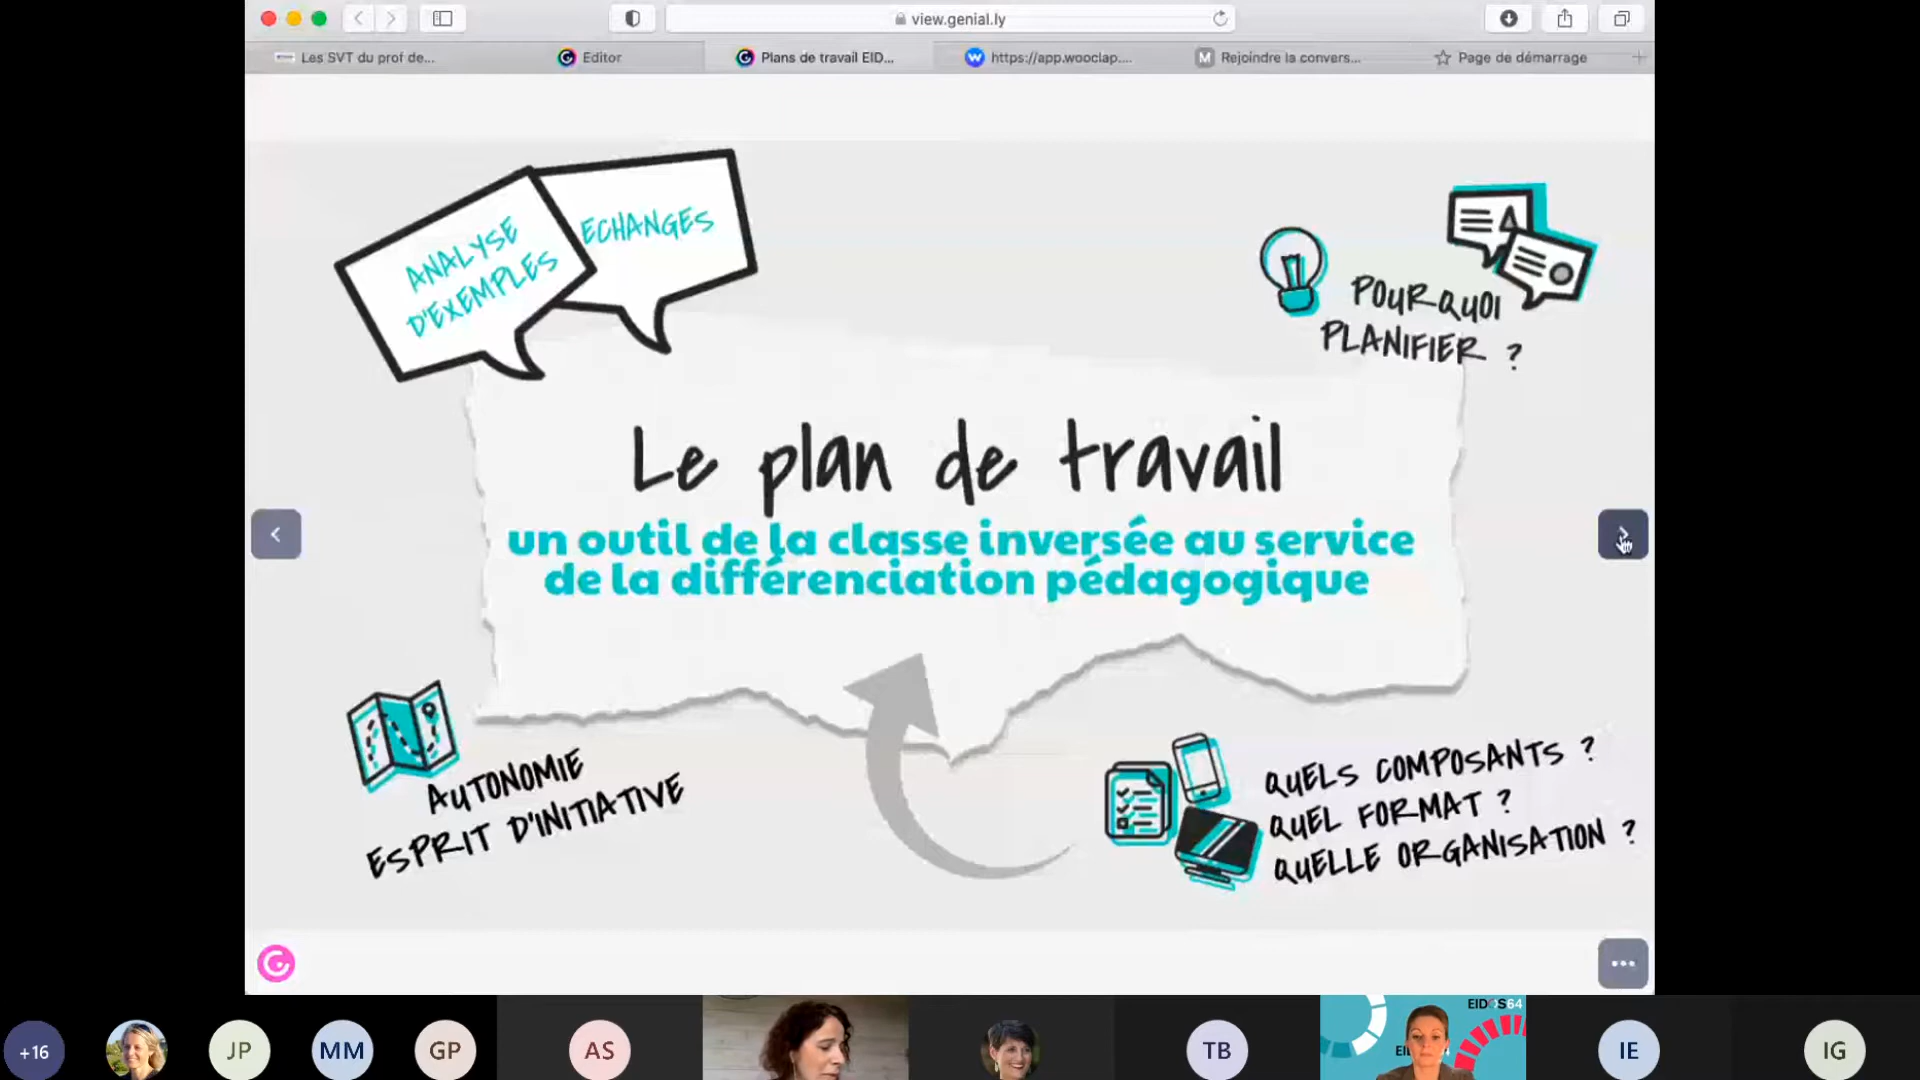 view.genial.ly
Les SVT du prof de...
Editor
Plans de travail EID...
https://app.wooclap....
M
Rejoindre la convers...
Page de démarrage
ANALYSE
D'EXEMPLES
ECHANGES
POURQUOI
PLANIFIER ?
Le plan de travail
un outil de la classe inversée au service
de la différenciation pédagogique
AUTONOMIE
ESPRIT D'INITIATIVE
QUELS COMPOSANTS ?
QUEL FORMAT ?
QUELLE ORGANISATION ?
+16
JP
MM
GP
AS
TB
EIDOS64
IE
IG